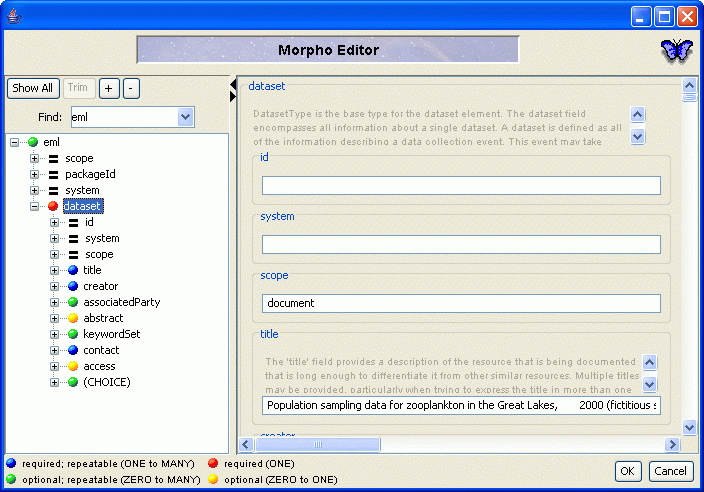 Morpho Editor
Show All
Trim
+
-
Find:
eml
eml
scope
packageId
system
dataset
id
system
scope
title
creator
associatedParty
abstract
keywordSet
contact
access
(CHOICE)
dataset
DatasetType is the base type for the dataset element. The dataset field
encompasses all information about a single dataset. A dataset is defined as all
of the information describing a data collection event. This event may take
id
system
scope
document
title
The 'title' field provides a description of the resource that is being documented
that is long enough to differentiate it from other similar resources. Multiple titles
may be provided, particularly when trying to express the title in more than one
Population sampling data for zooplankton in the Great Lakes, 2000 (fictitious s
creator
required; repeatable (ONE to MANY)
required (ONE)
optional; repeatable (ZERO to MANY)
optional (ZERO to ONE)
OK
Cancel